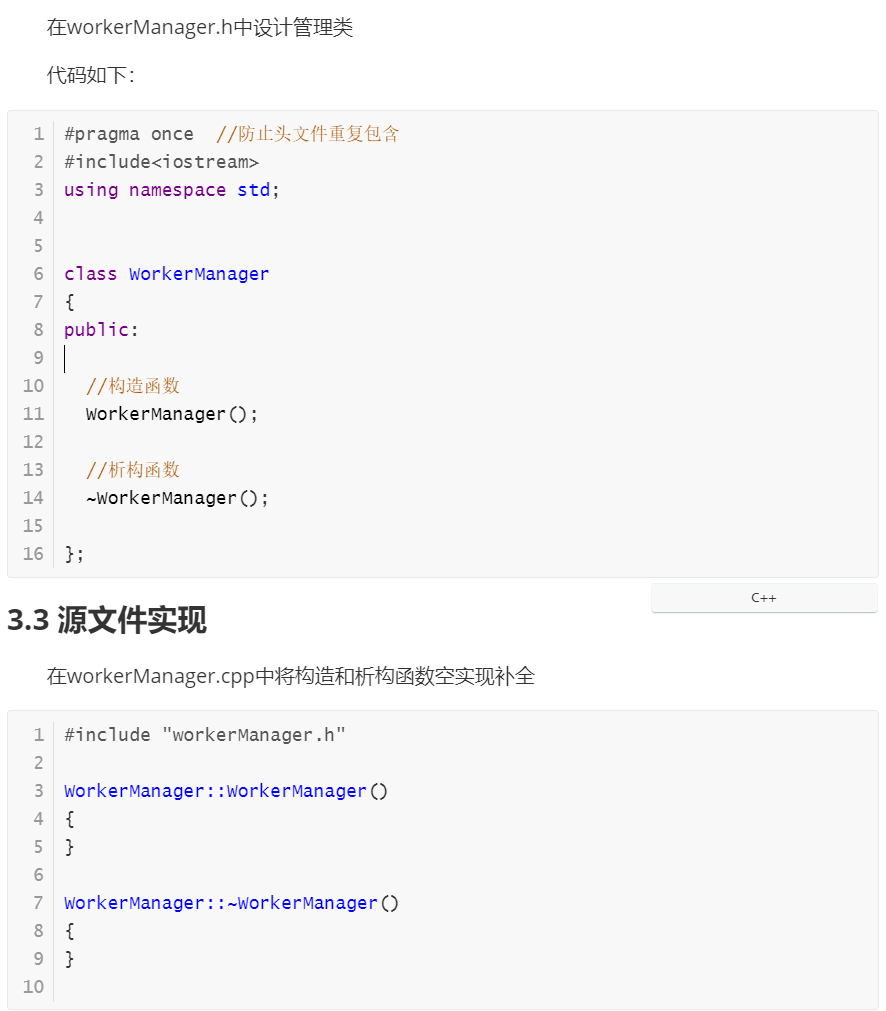 在workerManager.h中设计管理类
代码如下：
1 #pragma once  //防止头文件重复包含
2 #include<iostream>
3 using namespace std;
4
5
6 class WorkerManager
7 {
8 public:
9
10   //构造函数
11   WorkerManager();
12
13   //析构函数
14   ~WorkerManager();
15
16 };
C++
3.3 源文件实现
在workerManager.cpp中将构造和析构函数空实现补全
1 #include "workerManager.h"
2
3 WorkerManager::WorkerManager()
4 {
5 }
6
7 WorkerManager::~WorkerManager()
8 {
9 }
10